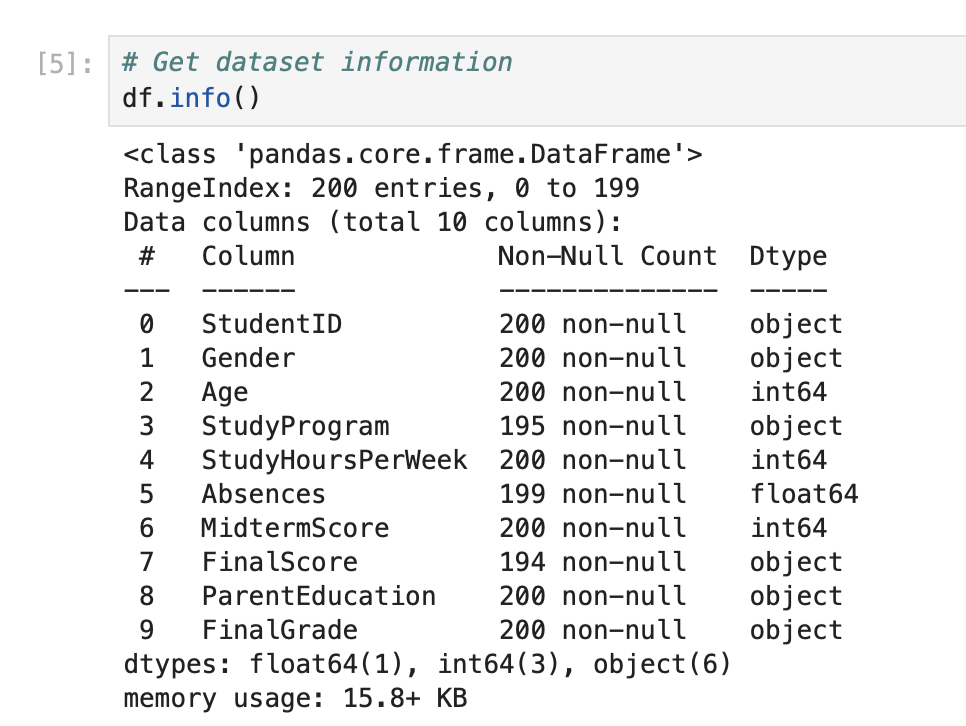 [5]: # Get dataset information
df.info()
<class 'pandas.core.frame.DataFrame'>
RangeIndex: 200 entries, 0 to 199
Data columns (total 10 columns):
 #   Column             Non-Null Count  Dtype
---  ------             --------------  -----
 0   StudentID          200 non-null    object
 1   Gender             200 non-null    object
 2   Age                200 non-null    int64
 3   StudyProgram       195 non-null    object
 4   StudyHoursPerWeek  200 non-null    int64
 5   Absences           199 non-null    float64
 6   MidtermScore       200 non-null    int64
 7   FinalScore         194 non-null    object
 8   ParentEducation    200 non-null    object
 9   FinalGrade         200 non-null    object
dtypes: float64(1), int64(3), object(6)
memory usage: 15.8+ KB